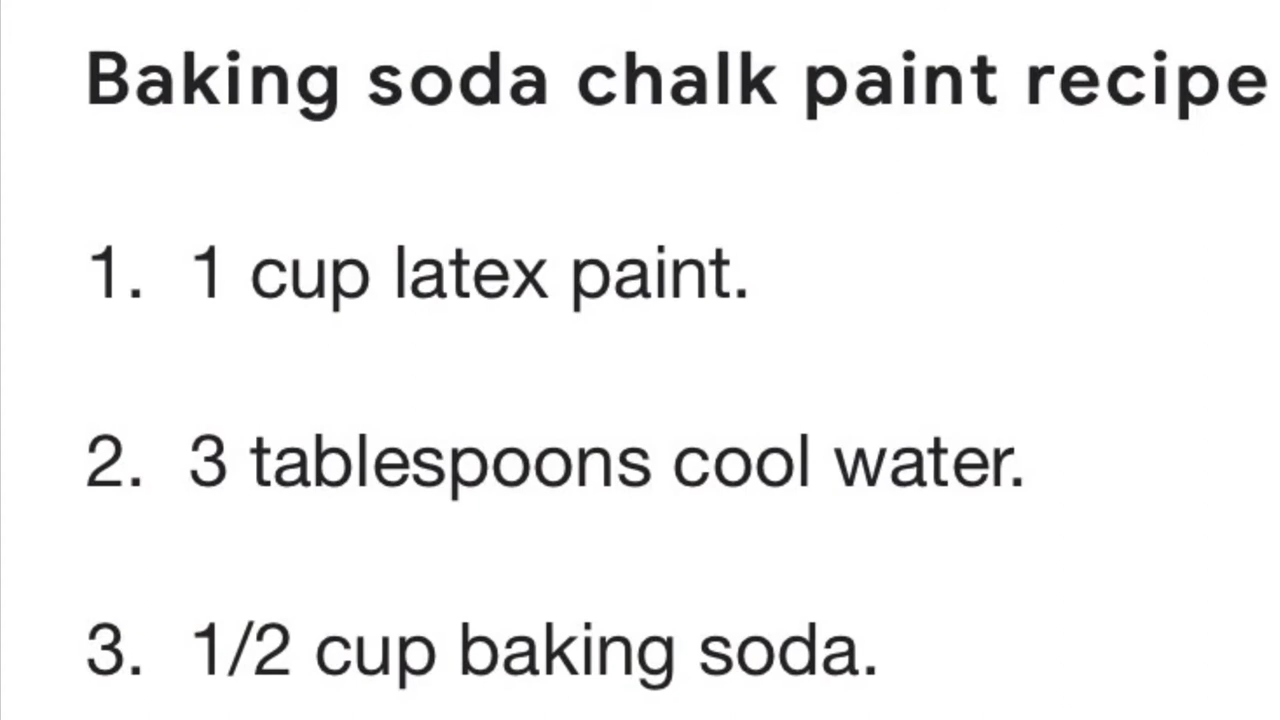 Baking soda chalk paint recipe
1. 1 cup latex paint.
2. 3 tablespoons cool water.
3. 1/2 cup baking soda.